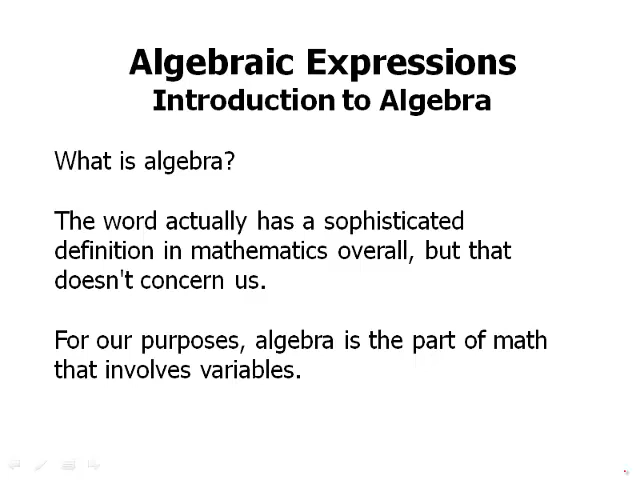 Algebraic Expressions
Introduction to Algebra
What is algebra?
The word actually has a sophisticated
definition in mathematics overall, but that
doesn't concern us.
For our purposes, algebra is the part of math
that involves variables.